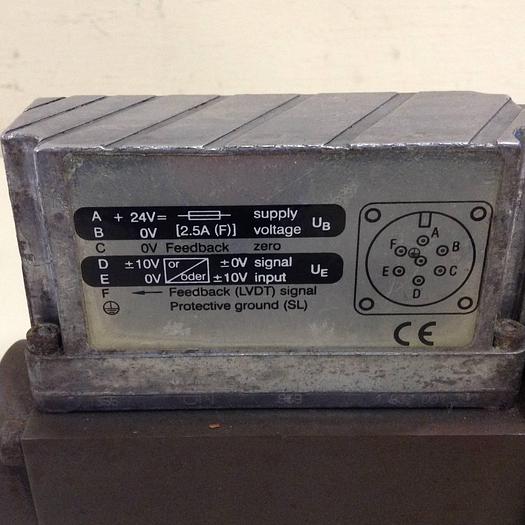 A + 24V= supply
B 0V [2.5A (F)] voltage UB
C 0V Feedback zero
D ±10V or ±0V signal
E 0V oder ±10V input UE
F ← Feedback (LVDT) signal
Protective ground (SL)
A
F B
E C
D
CE